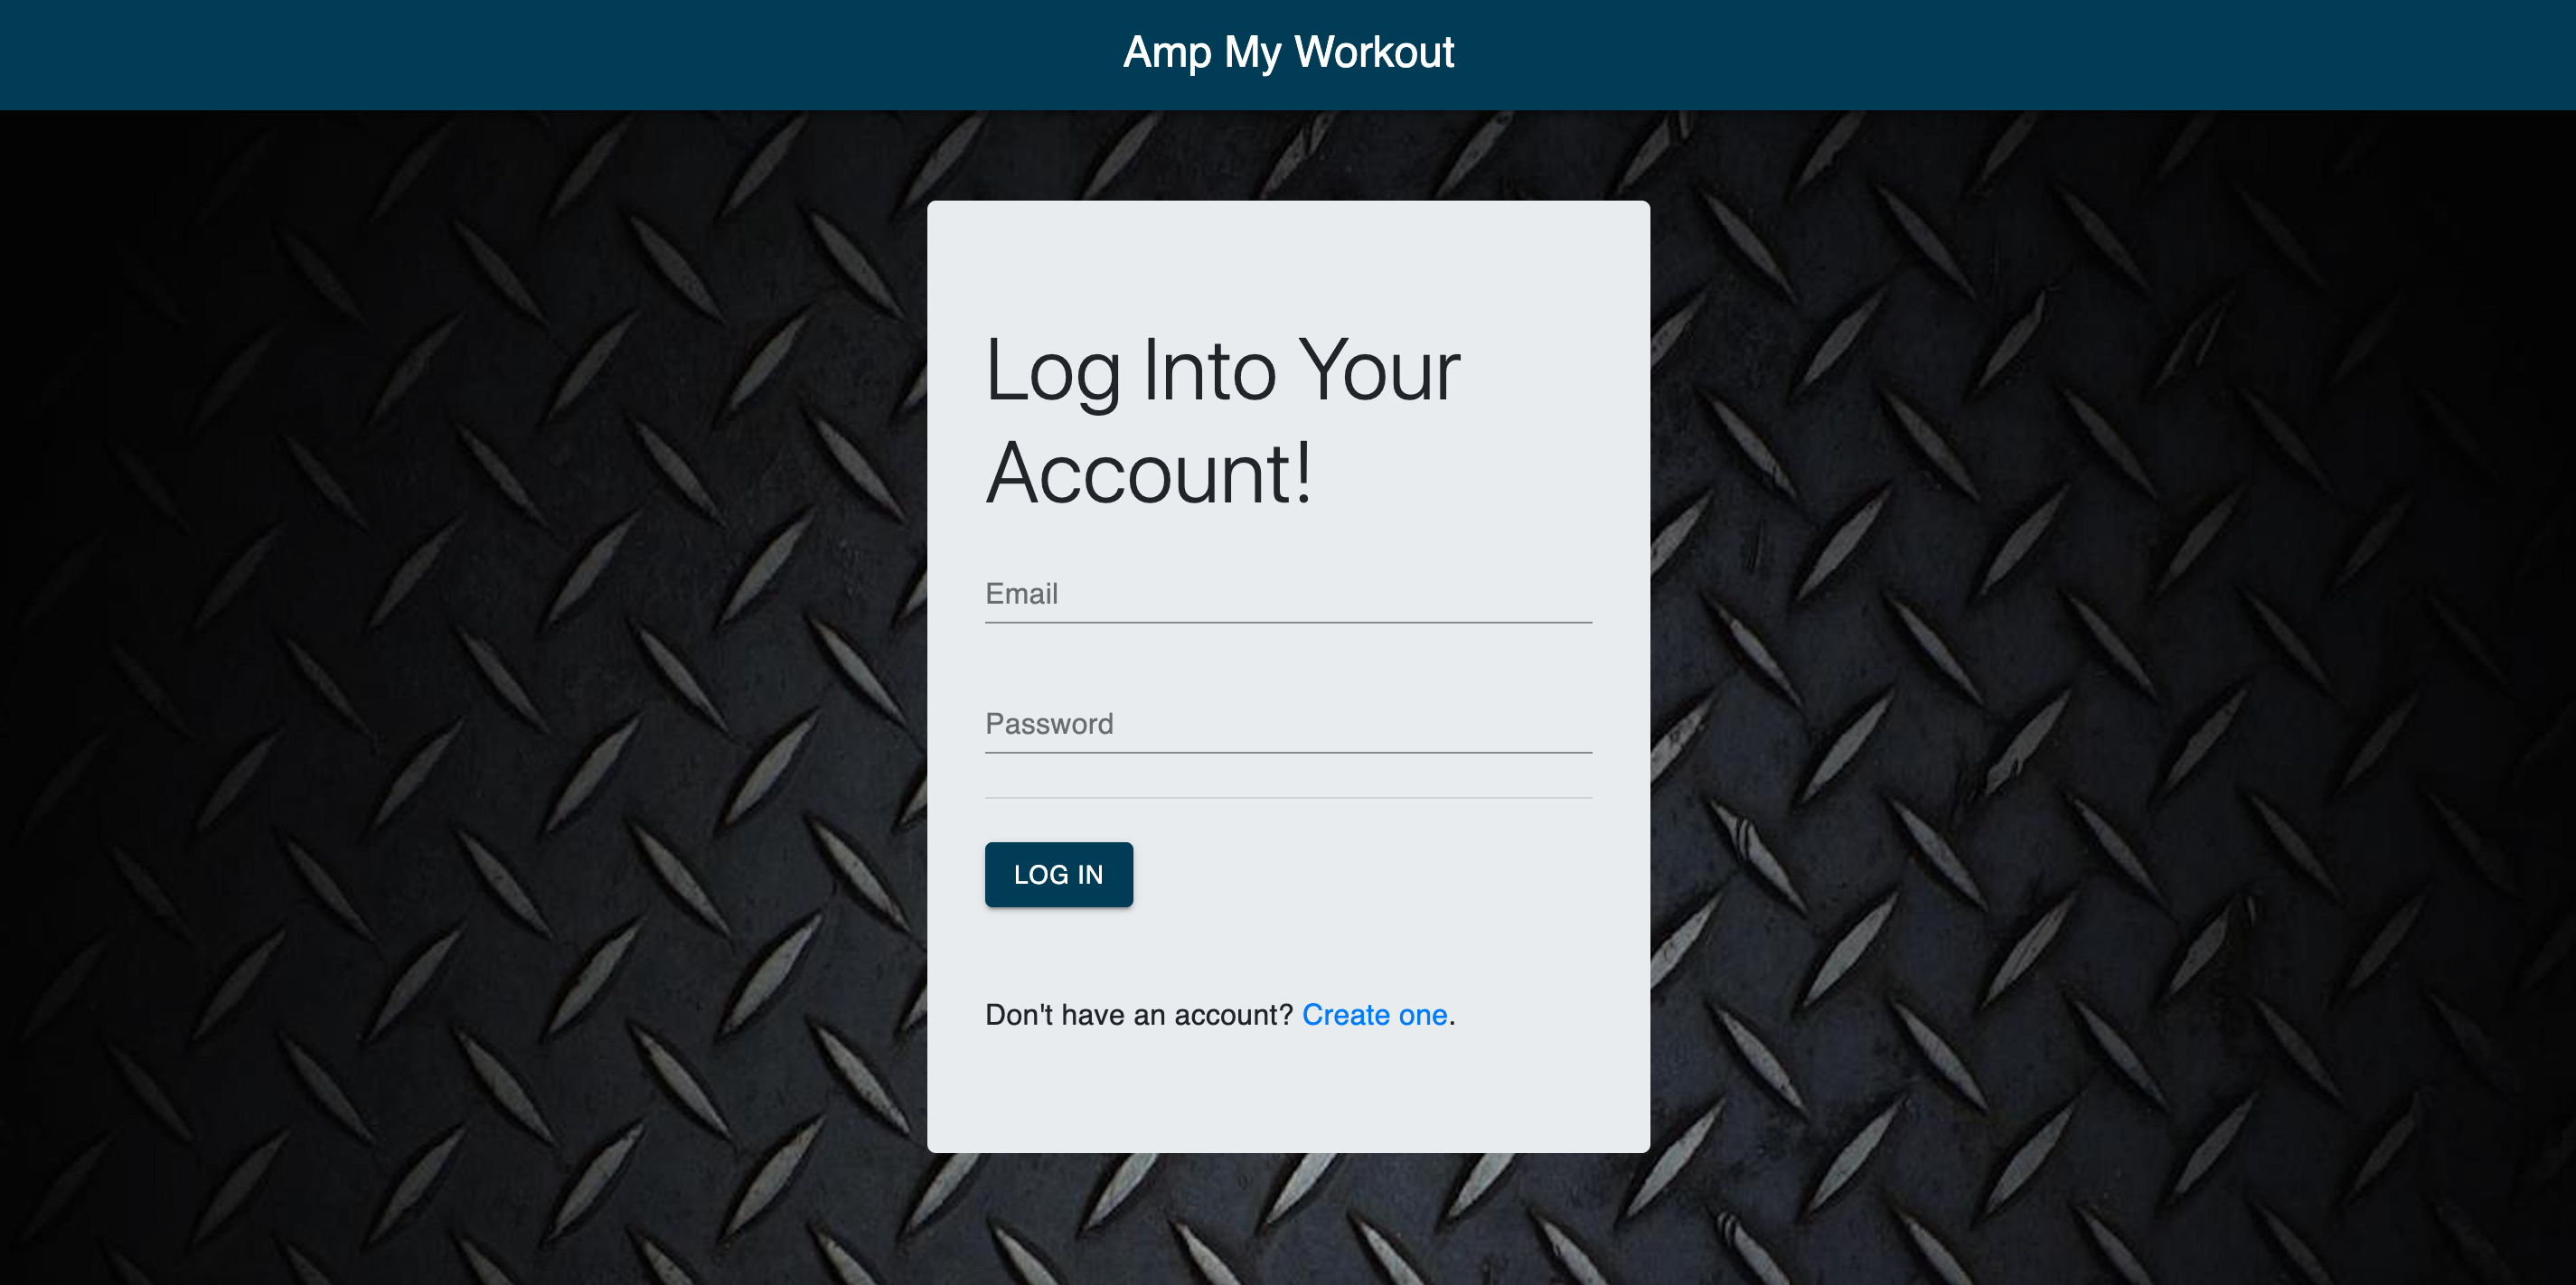 Amp My Workout
Log Into Your
Account!
Email
Password
LOG IN
Don't have an account? Create one.